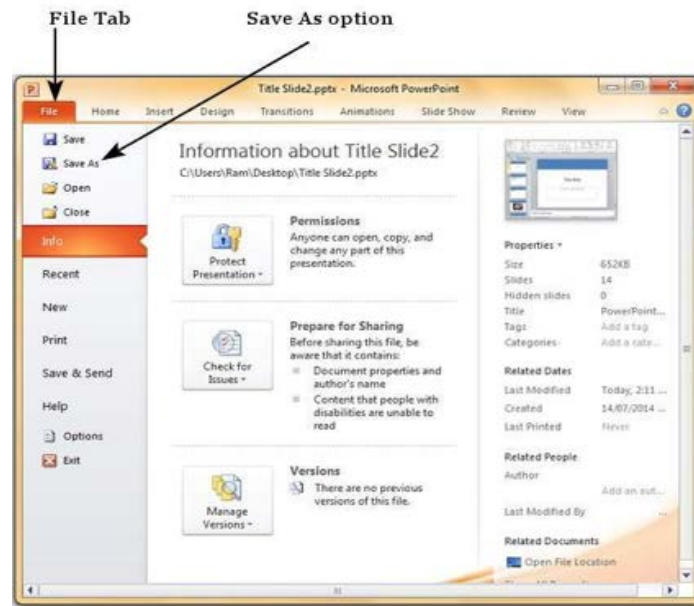 File Tab
Save As option
Title Slide2.pptx - Microsoft PowerPoint
File Home Insert Design Transitions Animations Slide Show Review View
Save
Save As
Open
Close
Info
Recent
New
Print
Save & Send
Help
Options
Exit
Information about Title Slide2
C:\Users\Ram\Desktop\Title Slide2.pptx
Protect
Presentation
Permissions
Anyone can open, copy, and
change any part of this
presentation.
Check for
Issues
Prepare for Sharing
Before sharing this file, be
aware that it contains:
Document properties and
author's name
Content that people with
disabilities are unable to
read
Manage
Versions
Versions
There are no previous
versions of this file.
Properties
Size 652KB
Slides 14
Hidden slides 0
Title PowerPoint...
Tags Add a tag
Categories Add a cate...
Related Dates
Last Modified Today, 2:11 ...
Created 14/07/2014 ...
Last Printed Never
Related People
Author
Add an aut...
Last Modified By ...
Related Documents
Open File Location